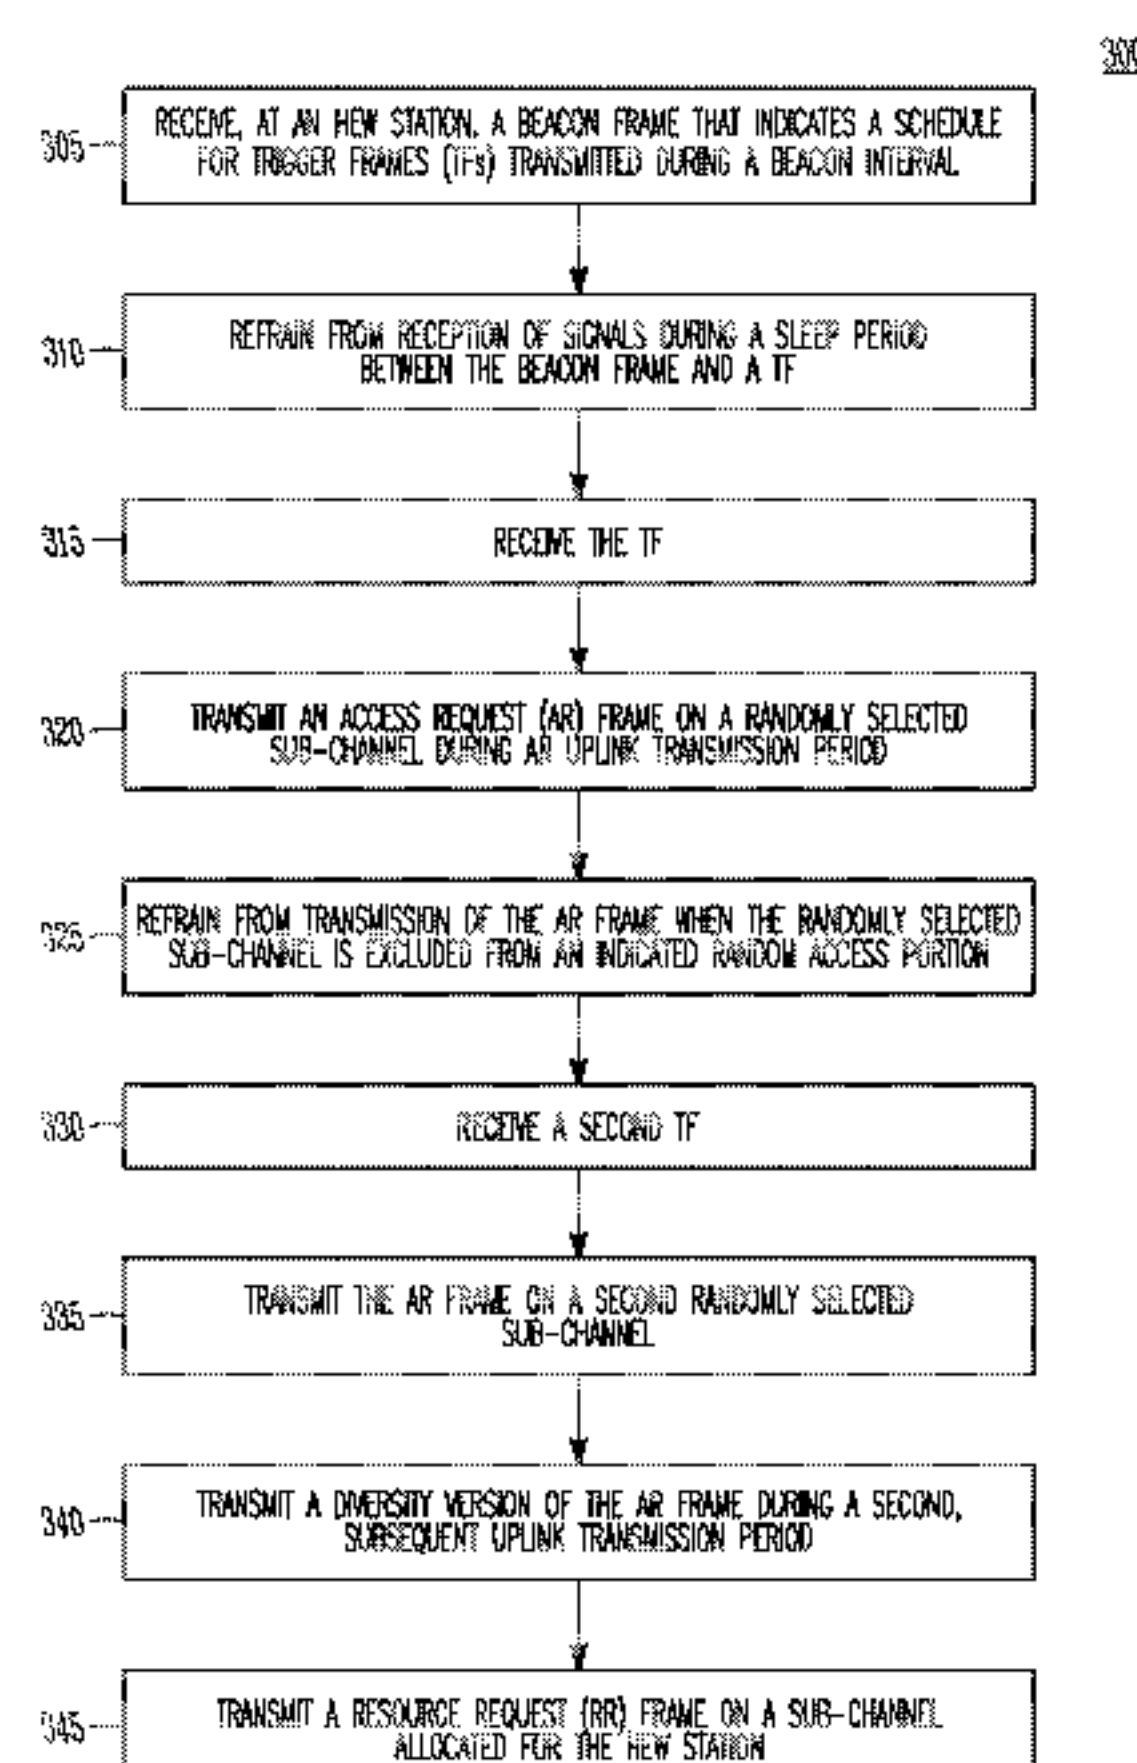 300
305
RECEIVE, AT AN HEW STATION, A BEACON FRAME THAT INDICATES A SCHEDULE
FOR TRIGGER FRAMES (TFs) TRANSMITTED DURING A BEACON INTERVAL
310
REFRAIN FROM RECEPTION OF SIGNALS DURING A SLEEP PERIOD
BETWEEN THE BEACON FRAME AND A TF
315
RECEIVE THE TF
320
TRANSMIT AN ACCESS REQUEST (AR) FRAME ON A RANDOMLY SELECTED
SUB-CHANNEL DURING AR UPLINK TRANSMISSION PERIOD
325
REFRAIN FROM TRANSMISSION OF THE AR FRAME WHEN THE RANDOMLY SELECTED
SUB-CHANNEL IS EXCLUDED FROM AN INDICATED RANDOM ACCESS PORTION
330
RECEIVE A SECOND TF
335
TRANSMIT THE AR FRAME ON A SECOND RANDOMLY SELECTED
SUB-CHANNEL
340
TRANSMIT A DIVERSITY VERSION OF THE AR FRAME DURING A SECOND,
SUBSEQUENT UPLINK TRANSMISSION PERIOD
345
TRANSMIT A RESOURCE REQUEST (RR) FRAME ON A SUB-CHANNEL
ALLOCATED FOR THE HEW STATION